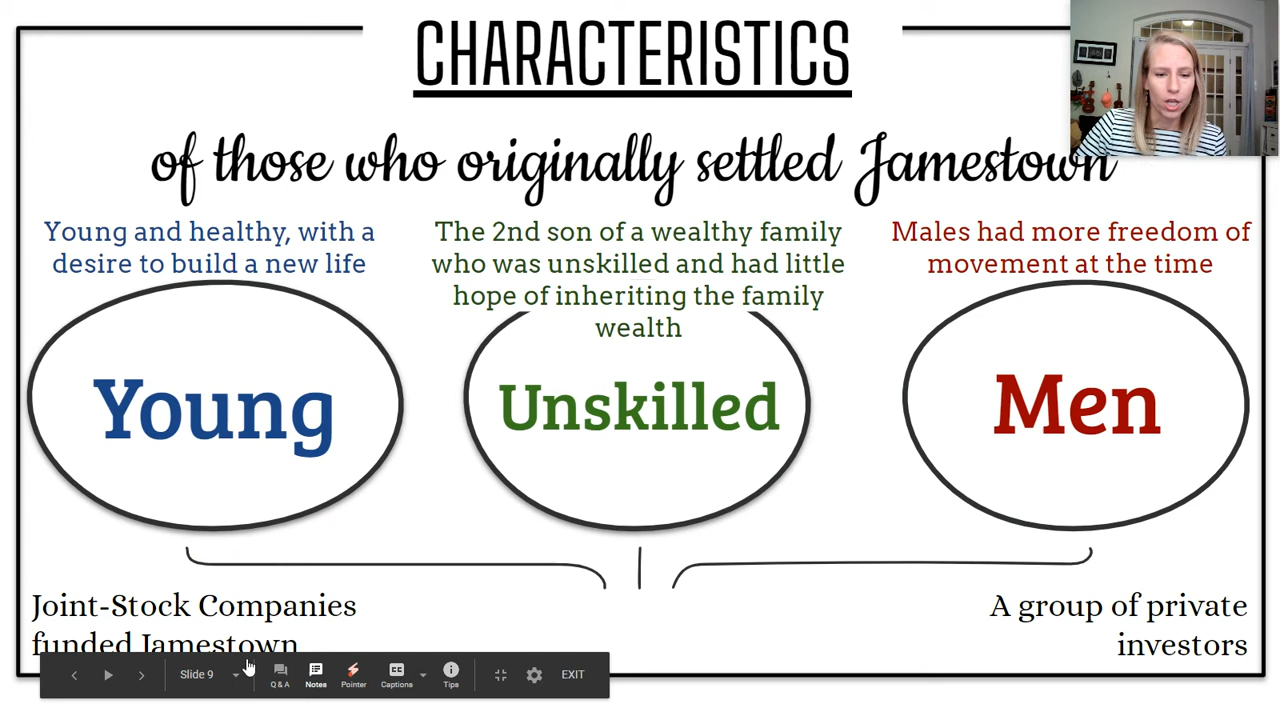 CHARACTERISTICS
of those who originally settled Jamestown
Young and healthy, with a
desire to build a new life
The 2nd son of a wealthy family
who was unskilled and had little
hope of inheriting the family
wealth
Males had more freedom of
movement at the time
Young
Unskilled
Men
Joint-Stock Companies
funded Jamestown
A group of private
investors
Slide 9
Q & A
Notes
Pointer
Captions
Tips
EXIT